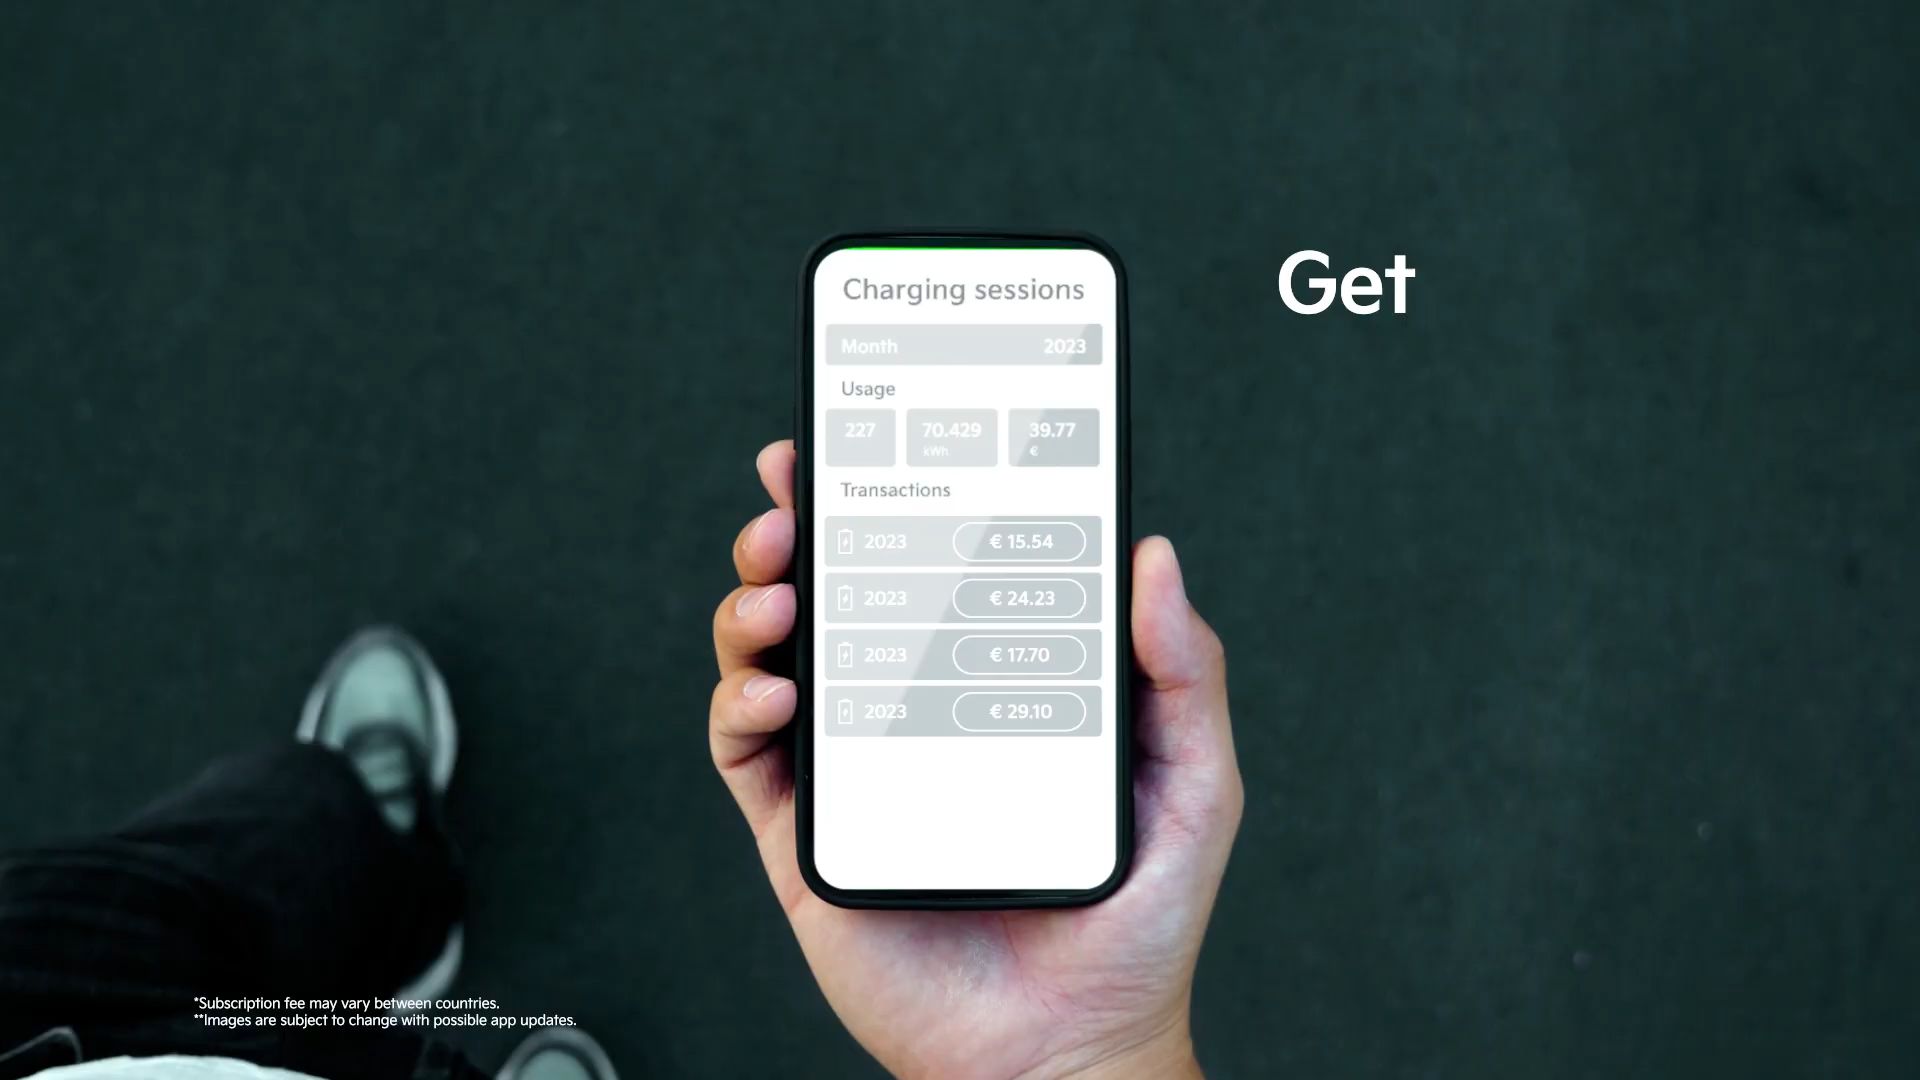 Get
Charging sessions
Month 2023
Usage
227 70.429 39.77
kWh €
Transactions
2023 € 15.54
2023 € 24.23
2023 € 17.70
2023 € 29.10
*Subscription fee may vary between countries.
**Images are subject to change with possible app updates.